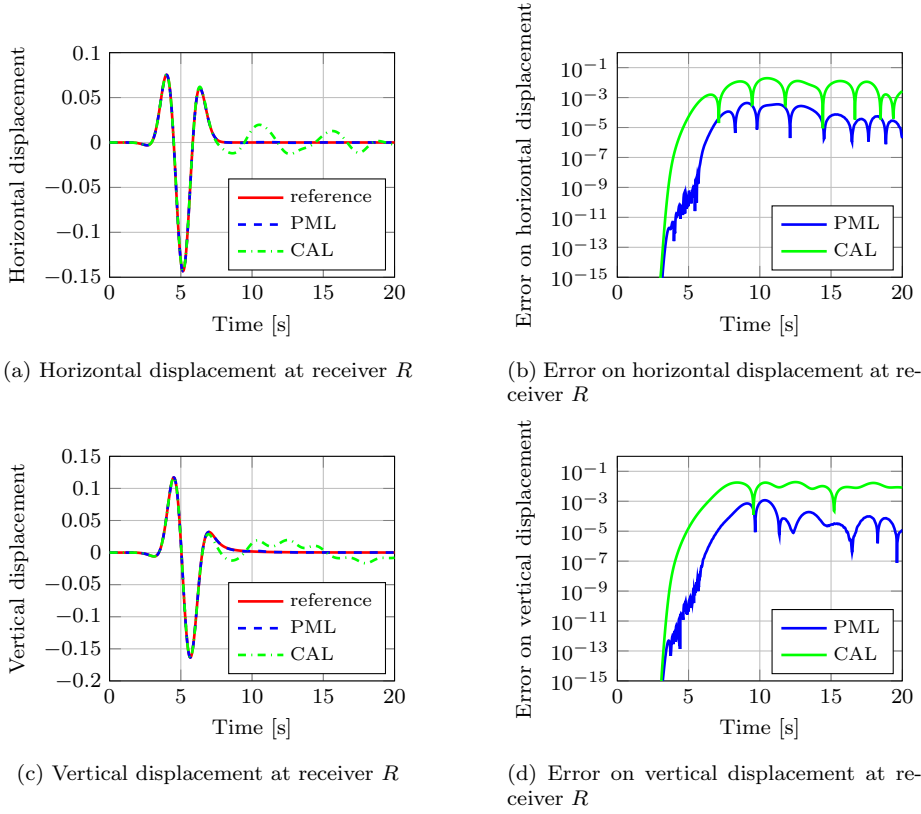 0.1
0.05
0
−0.05
−0.1
−0.15
0
5
10
15
20
Horizontal displacement
Time [s]
reference
PML
CAL
(a) Horizontal displacement at receiver R
10−1
10−3
10−5
10−7
10−9
10−11
10−13
10−15
0
5
10
15
20
Error on horizontal displacement
Time [s]
PML
CAL
(b) Error on horizontal displacement at re-
ceiver R
0.15
0.1
0.05
0
−0.05
−0.1
−0.15
−0.2
0
5
10
15
20
Vertical displacement
Time [s]
reference
PML
CAL
(c) Vertical displacement at receiver R
10−1
10−3
10−5
10−7
10−9
10−11
10−13
10−15
0
5
10
15
20
Error on vertical displacement
Time [s]
PML
CAL
(d) Error on vertical displacement at re-
ceiver R